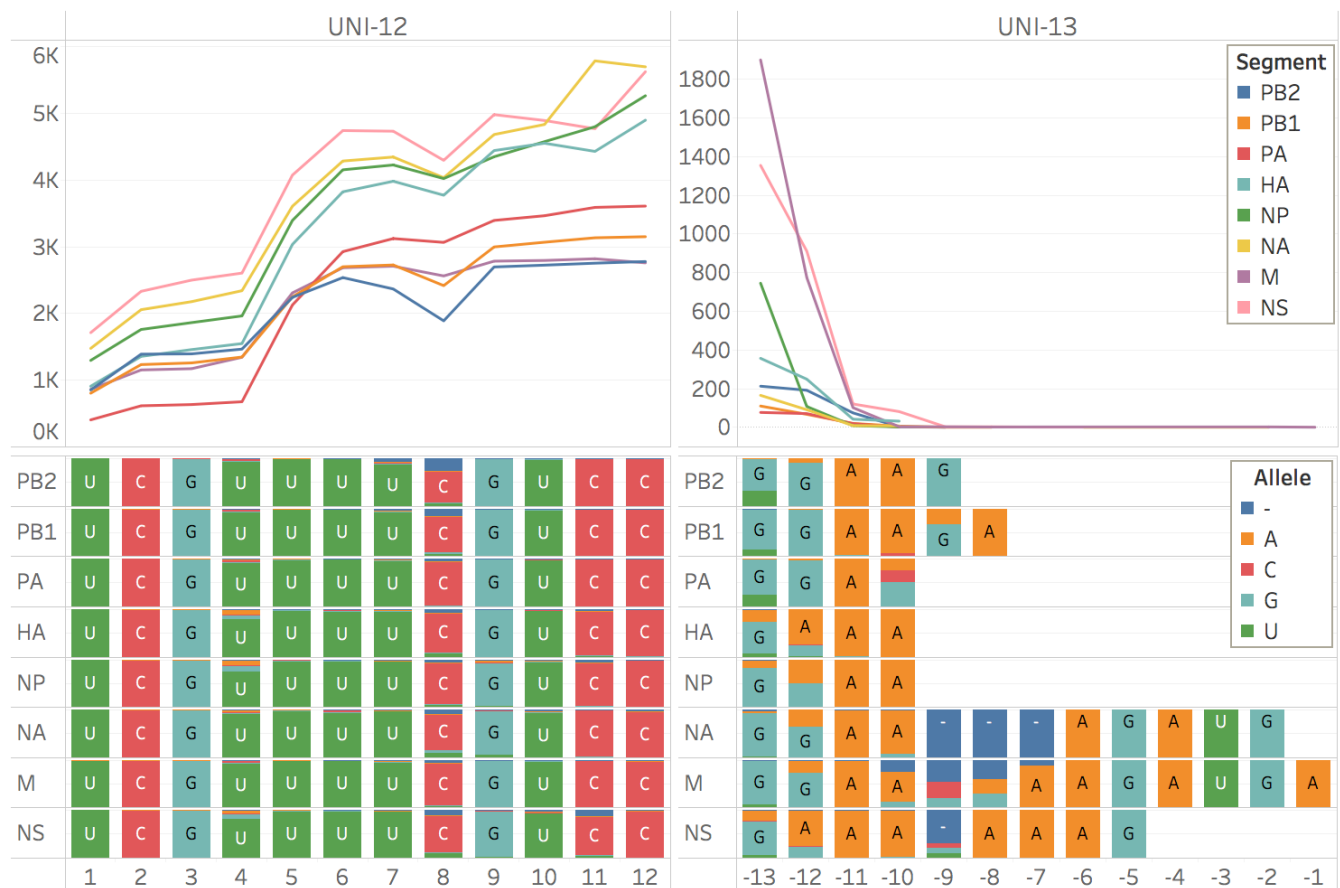 UNI-12 UNI-13
6K
5K
4K
3K
2K
1K
0K
1800
1600
1400
1200
1000
800
600
400
200
0
Segment
PB2
PB1
PA
HA
NP
NA
M
NS
PB2 U C G U U U U C G U C C
PB1 U C G U U U U C G U C C
PA U C G U U U U C G U C C
HA U C G U U U U C G U C C
NP U C G U U U U C G U C C
NA U C G U U U U C G U C C
M U C G U U U U C G U C C
NS U C G U U U U C G U C C
1 2 3 4 5 6 7 8 9 10 11 12
PB2 G G A A G
PB1 G G A A G A
PA G G A
HA G A A A
NP G A A
NA G G A A - - - A G A U G
M G G A A A A G A U G A
NS G A A A - A A A G
-13 -12 -11 -10 -9 -8 -7 -6 -5 -4 -3 -2 -1
Allele
-
A
C
G
U